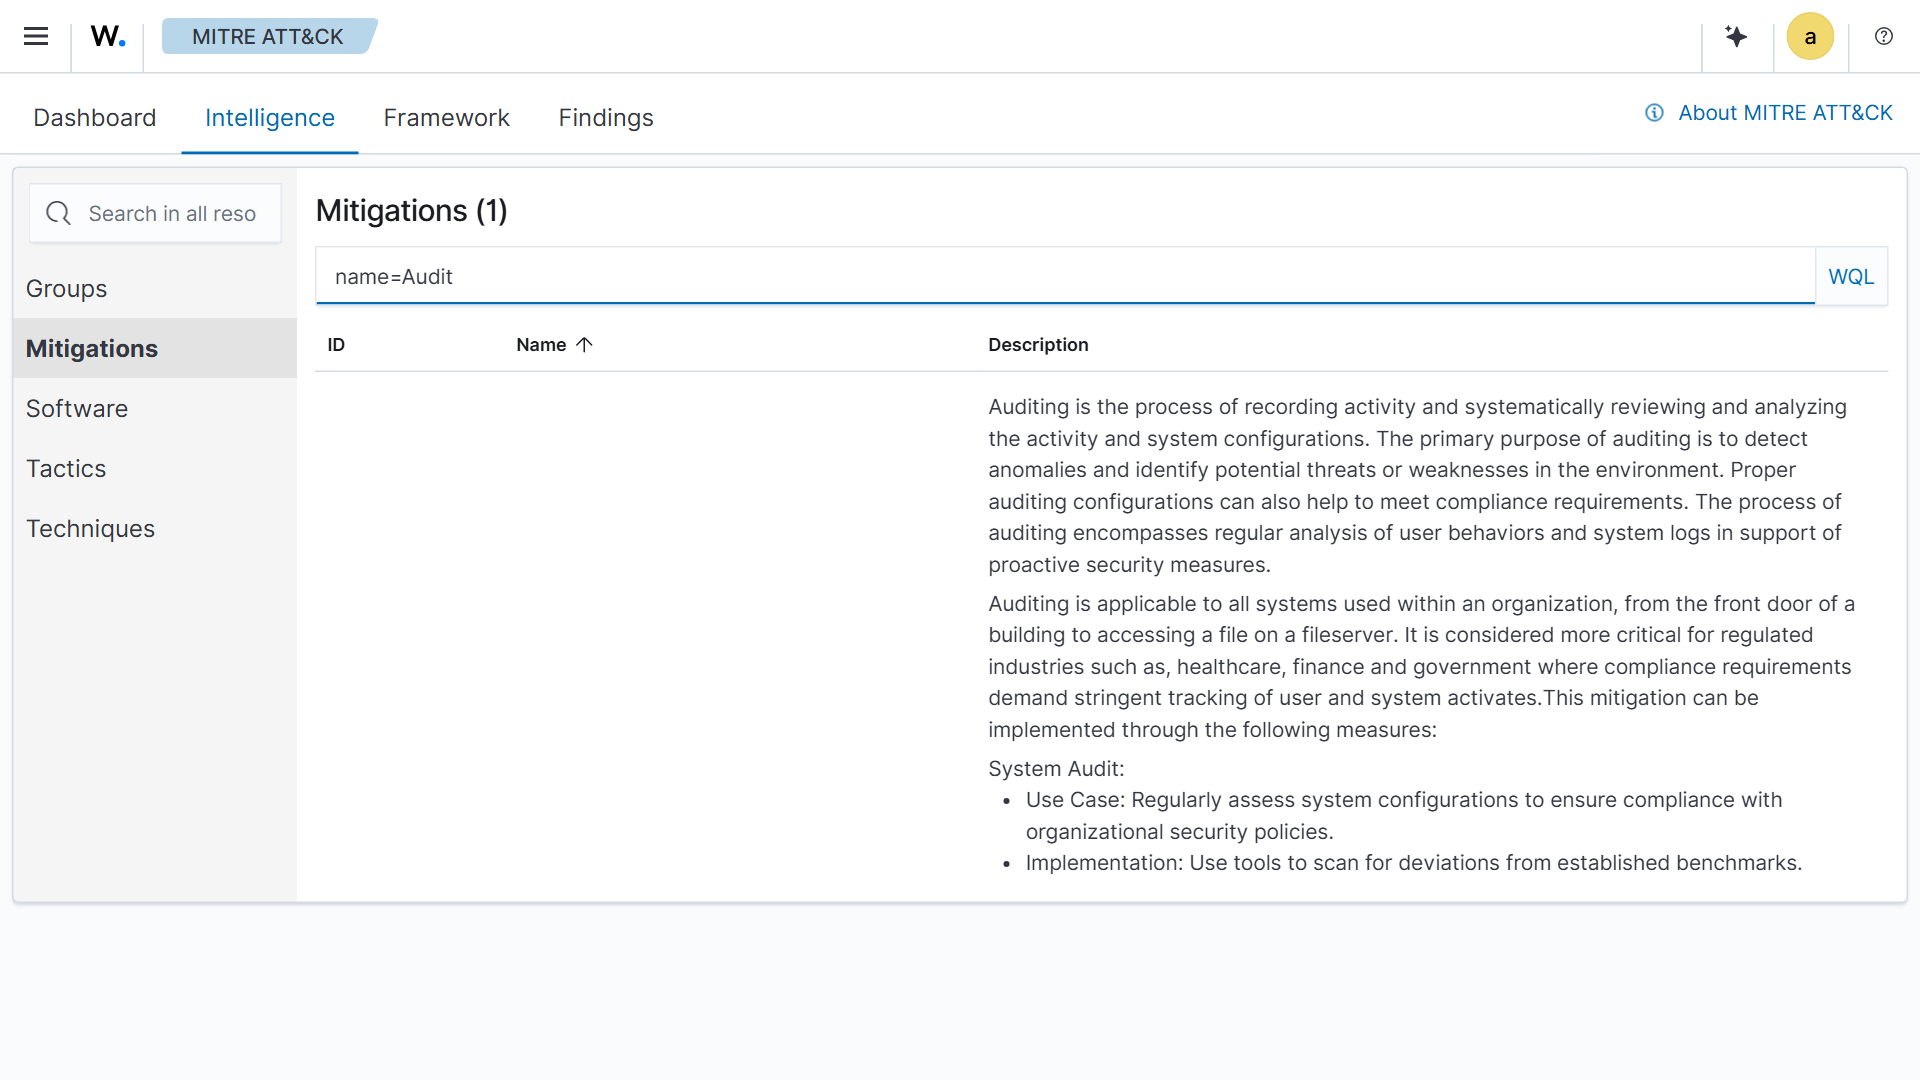 W.
MITRE ATT&CK
a
Dashboard
Intelligence
Framework
Findings
About MITRE ATT&CK
Search in all reso
Groups
Mitigations
Software
Tactics
Techniques
Mitigations (1)
name=Audit
WQL
ID
Name
Description
Auditing is the process of recording activity and systematically reviewing and analyzing
the activity and system configurations. The primary purpose of auditing is to detect
anomalies and identify potential threats or weaknesses in the environment. Proper
auditing configurations can also help to meet compliance requirements. The process of
auditing encompasses regular analysis of user behaviors and system logs in support of
proactive security measures.
Auditing is applicable to all systems used within an organization, from the front door of a
building to accessing a file on a fileserver. It is considered more critical for regulated
industries such as, healthcare, finance and government where compliance requirements
demand stringent tracking of user and system activates.This mitigation can be
implemented through the following measures:
System Audit:
• Use Case: Regularly assess system configurations to ensure compliance with
organizational security policies.
• Implementation: Use tools to scan for deviations from established benchmarks.